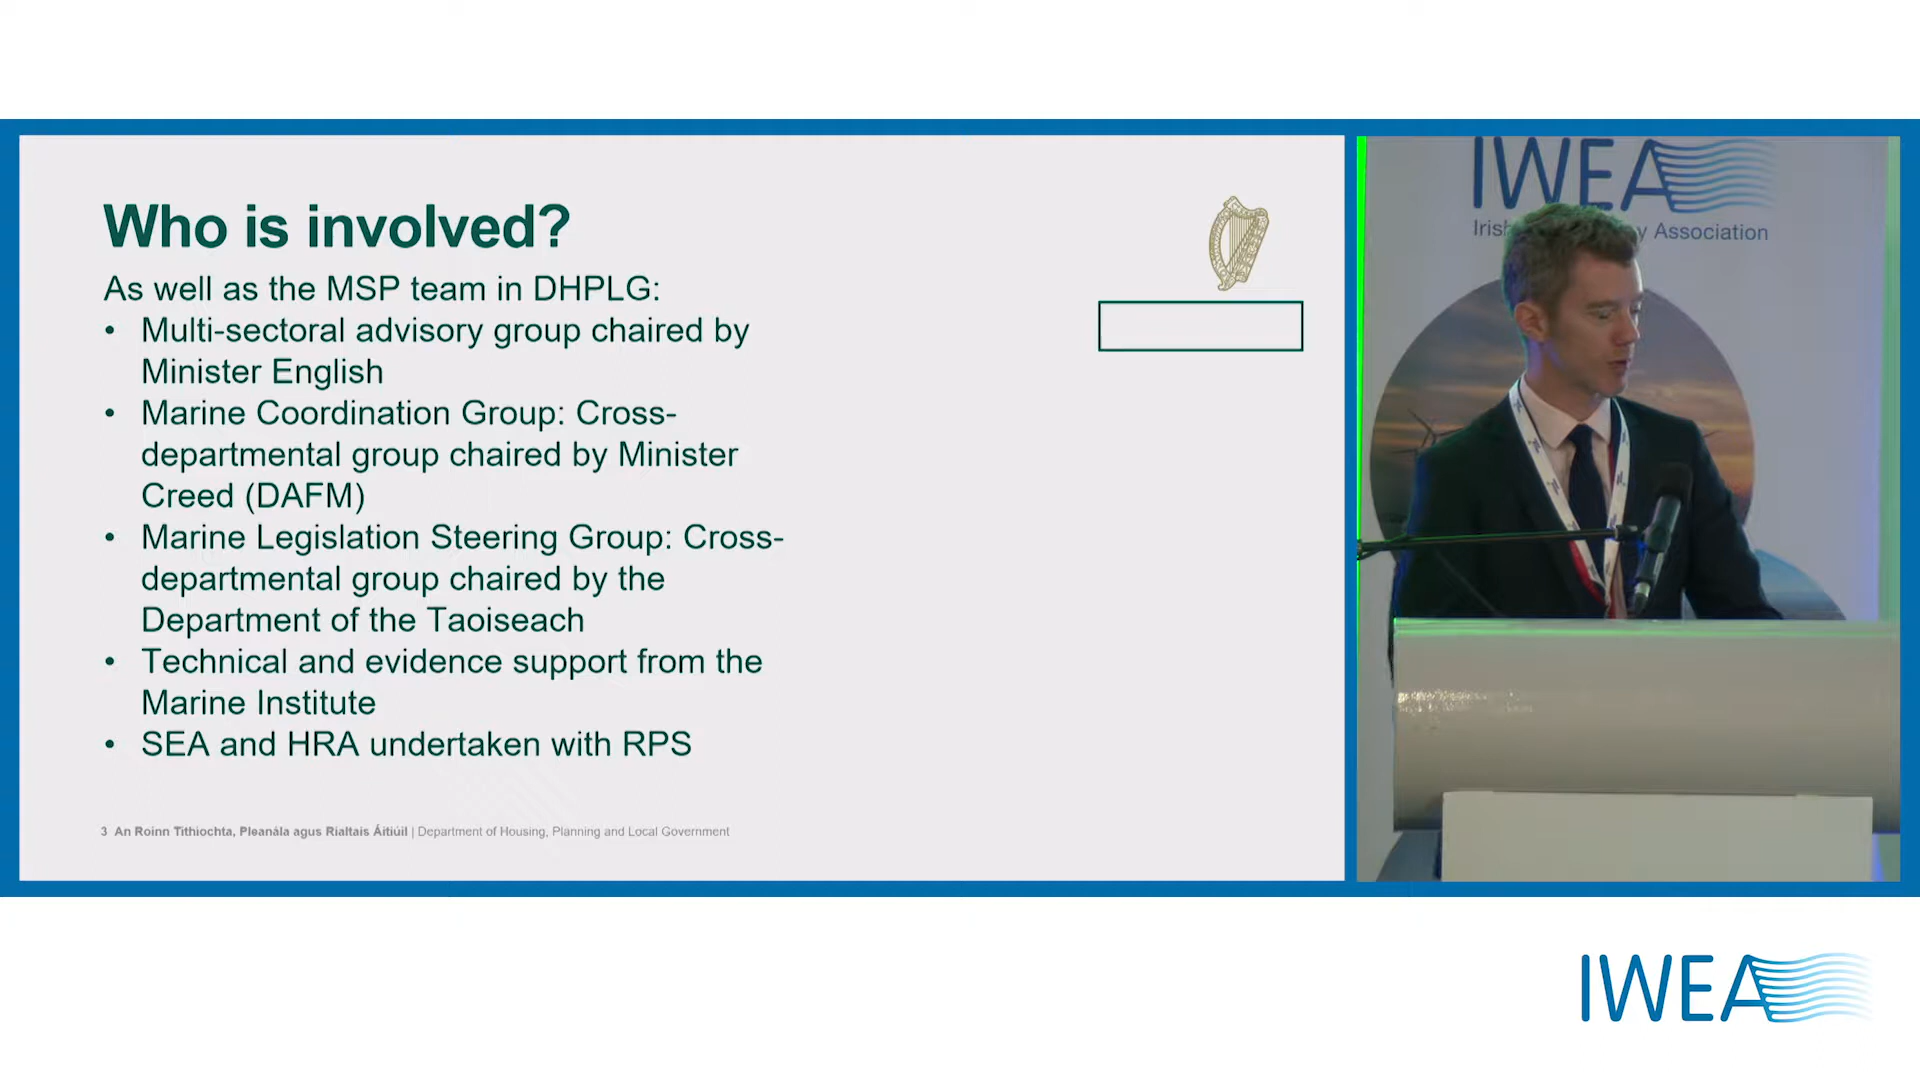 Who is involved?
As well as the MSP team in DHPLG:
• Multi-sectoral advisory group chaired by
Minister English
• Marine Coordination Group: Cross-
departmental group chaired by Minister
Creed (DAFM)
• Marine Legislation Steering Group: Cross-
departmental group chaired by the
Department of the Taoiseach
• Technical and evidence support from the
Marine Institute
• SEA and HRA undertaken with RPS
3 An Roinn Tithíochta, Pleanála agus Rialtais Áitiúil | Department of Housing, Planning and Local Government
IWEA
Association
IWEA